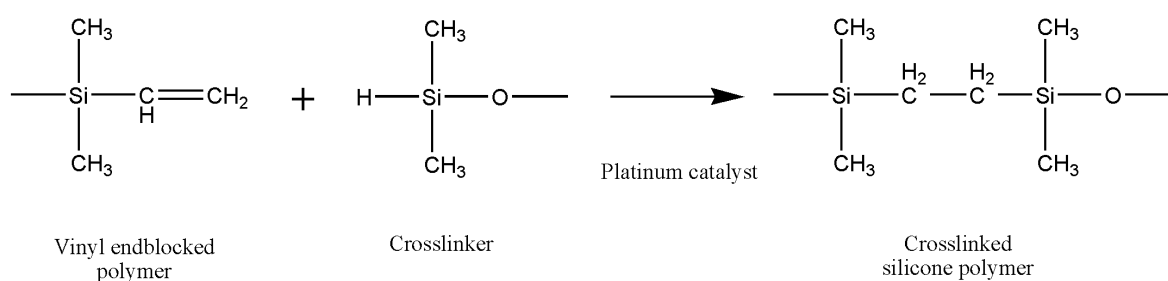 CH₃ CH₃ CH₃ CH₃
H₂ H₂
Si C CH₂ + H Si O Si C C Si O
H
CH₃ CH₃ CH₃ CH₃
Platinum catalyst
Vinyl endblocked Crosslinker Crosslinked
polymer silicone polymer